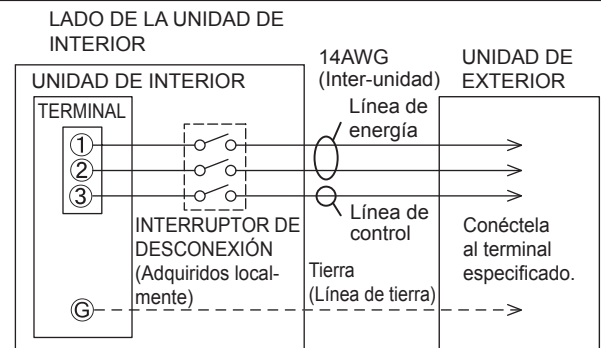 LADO DE LA UNIDAD DE
INTERIOR
UNIDAD DE INTERIOR
TERMINAL
1
2
3
G
INTERRUPTOR DE
DESCONEXIÓN
(Adquiridos local-
mente)
14AWG
(Inter-unidad)
Línea de
energía
Línea de
control
Tierra
(Línea de tierra)
UNIDAD DE
EXTERIOR
Conéctela
al terminal
especificado.